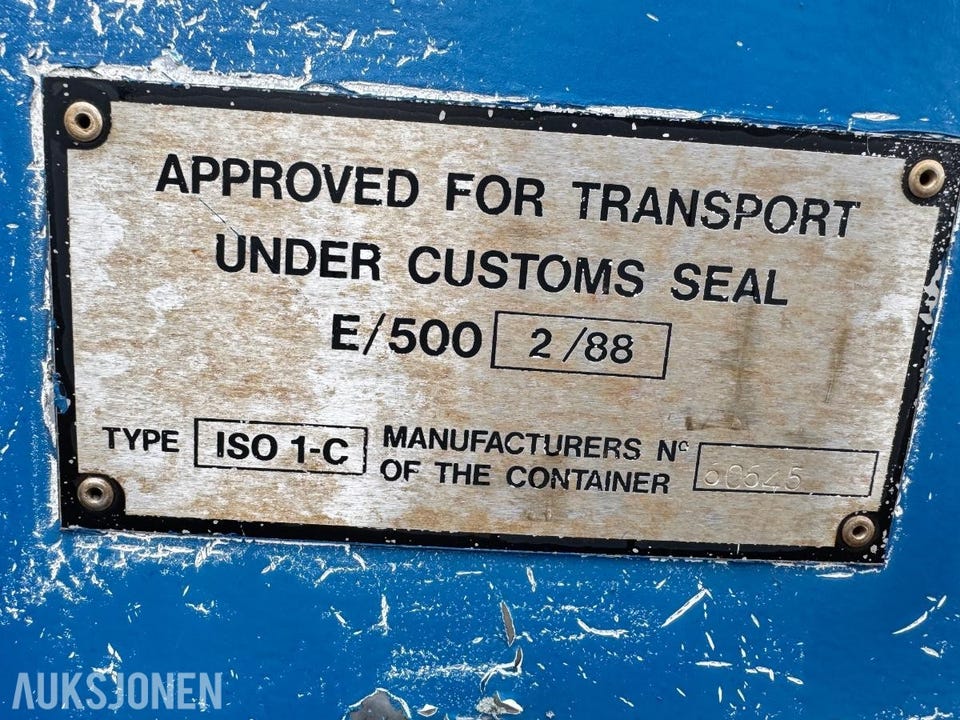 APPROVED FOR TRANSPORT
UNDER CUSTOMS SEAL
E/500 2/88
TYPE ISO 1-C MANUFACTURERS Nº
OF THE CONTAINER
AUKSJONEN